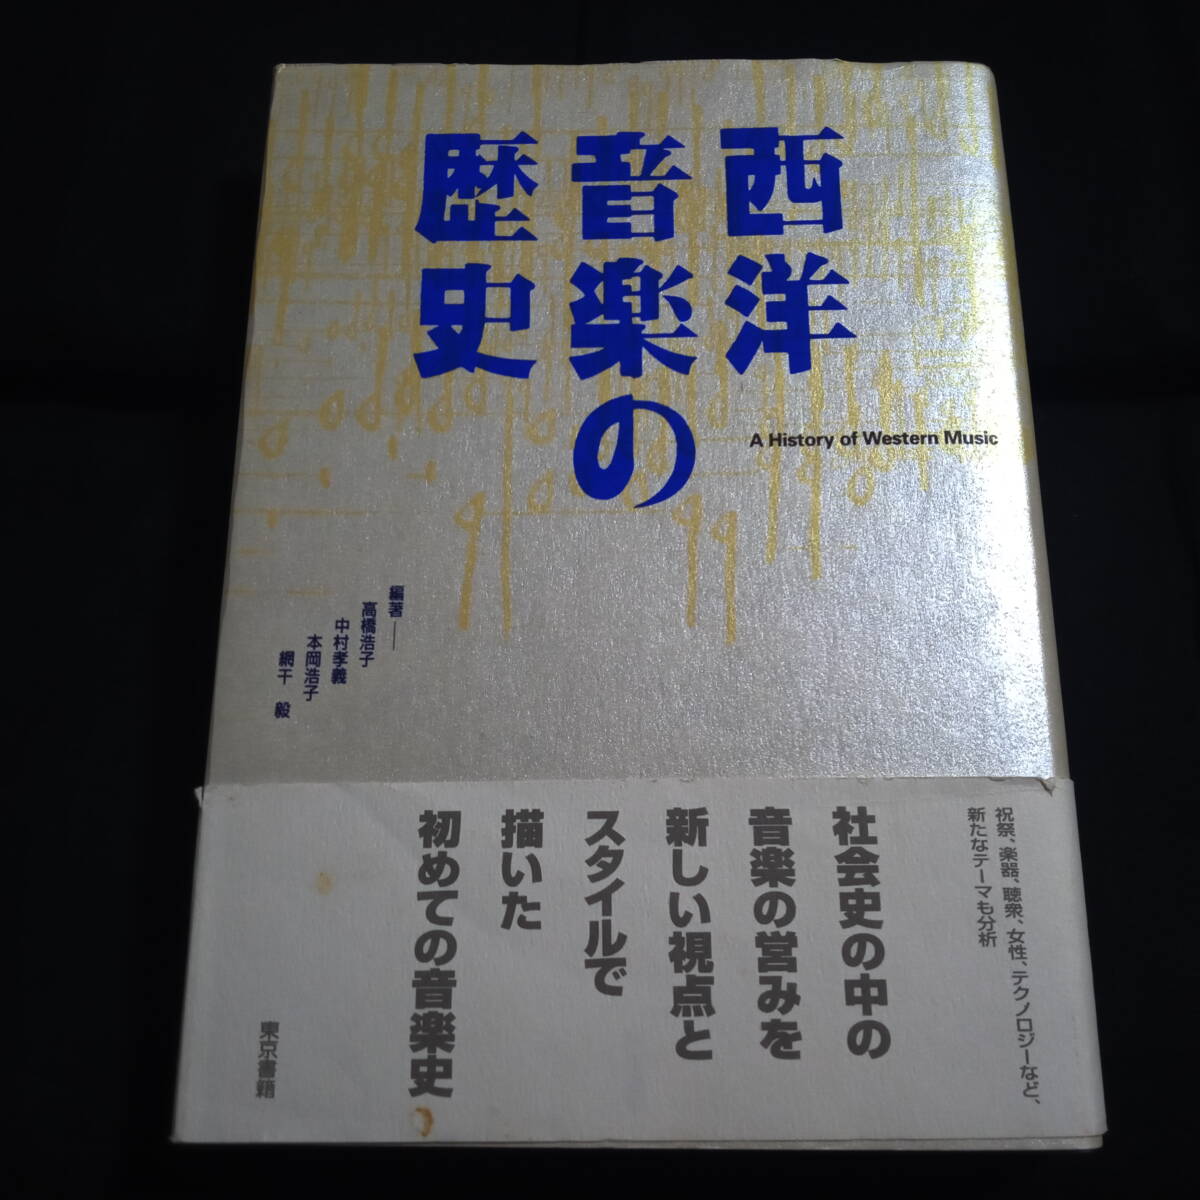 西洋
音楽の
歴史
A History of Western Music
編著
高橋浩子
中村孝義
本岡浩子
網干 毅
祝祭、楽器、聴衆、女性、テクノロジーなど、
新たなテーマも分析
社会史の中の
音楽の営みを
新しい視点と
スタイルで
描いた
初めての音楽史
東京書籍